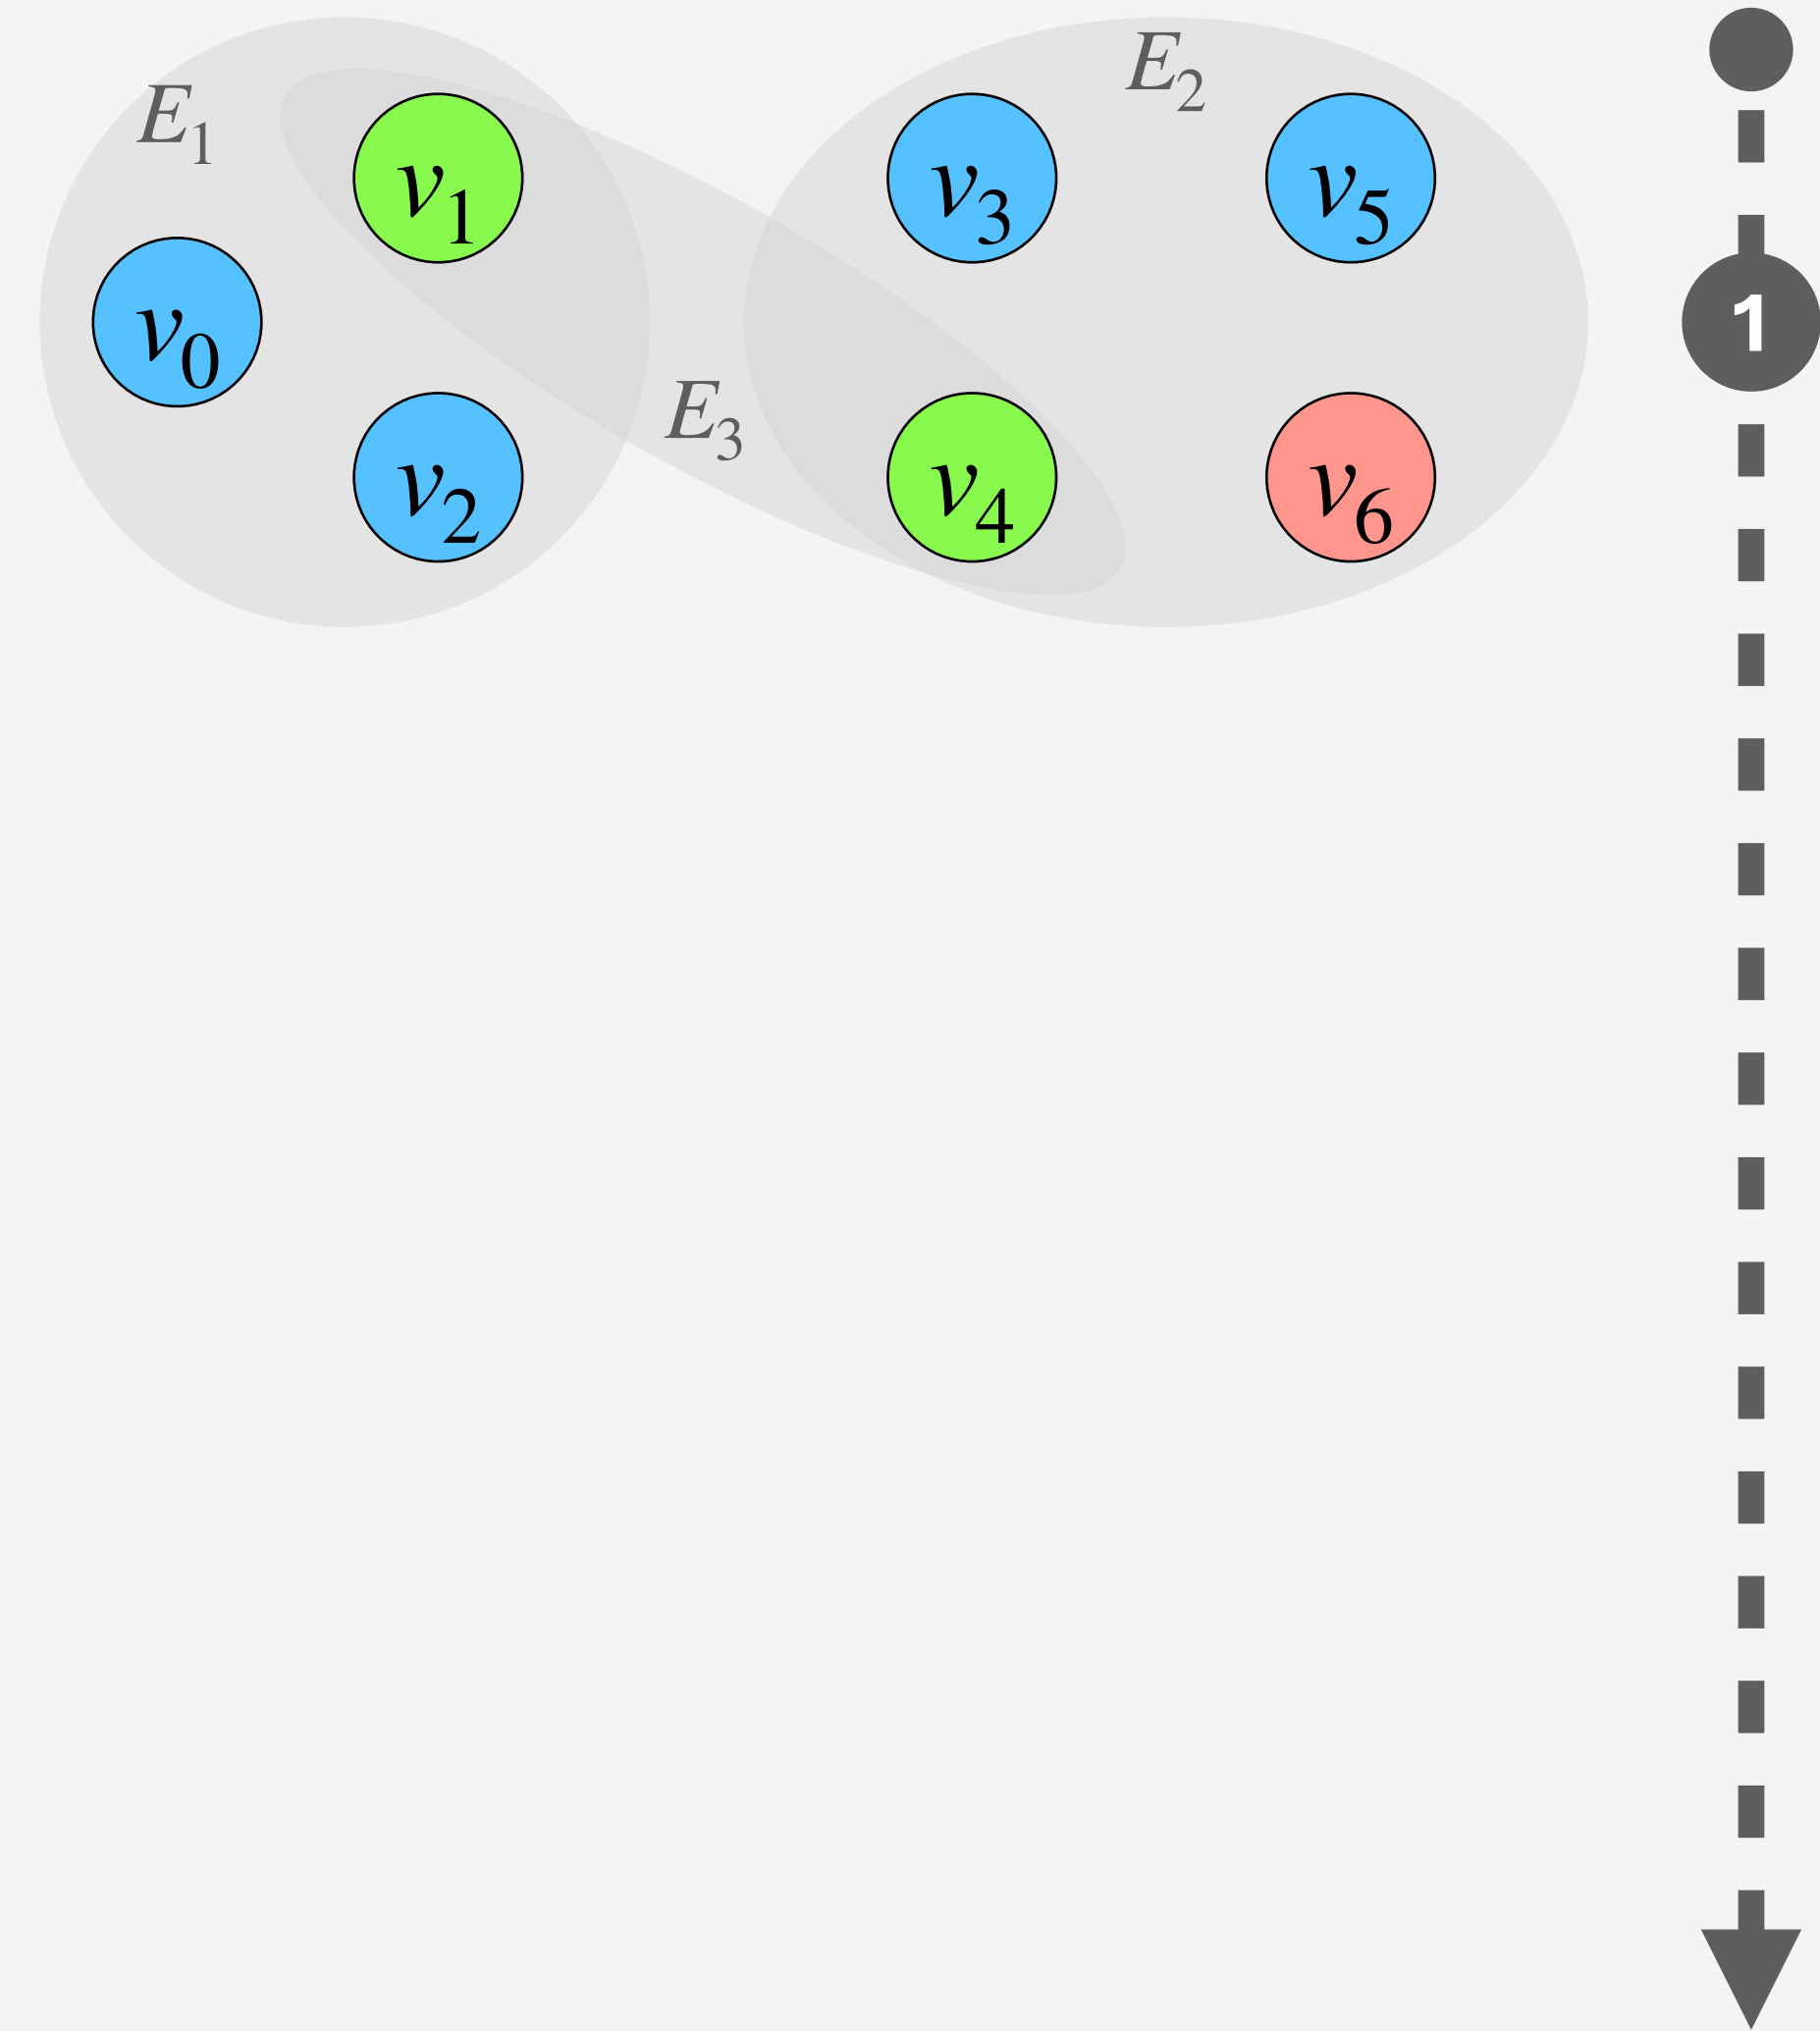 E₁
E₂
v₁
v₃
v₅
v₀
1
E₃
v₂
v₄
v₆